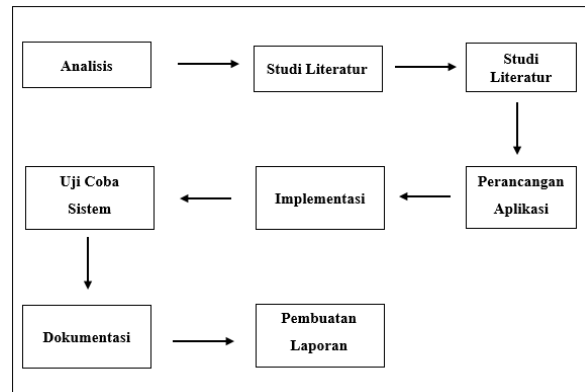 Analisis
Studi Literatur
Studi
Literatur
Perancangan
Aplikasi
Implementasi
Uji Coba
Sistem
Dokumentasi
Pembuatan
Laporan